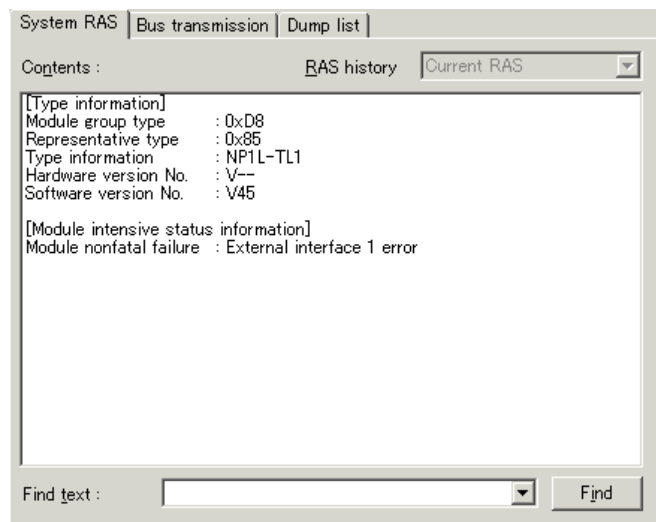 System RAS Bus transmission Dump list
Contents : RAS history Current RAS
[Type information]
Module group type : 0xD8
Representative type : 0x85
Type information : NP1L-TL1
Hardware version No. : V--
Software version No. : V45
[Module intensive status information]
Module nonfatal failure : External interface 1 error
Find text : Find